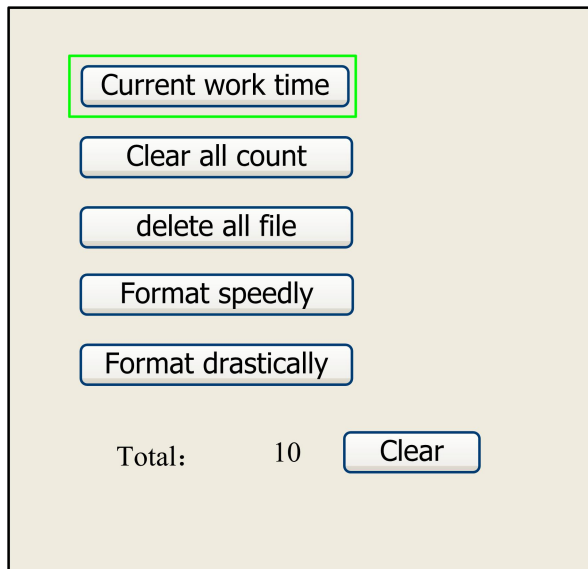 Current work time
Clear all count
delete all file
Format speedly
Format drastically
Total： 10 Clear